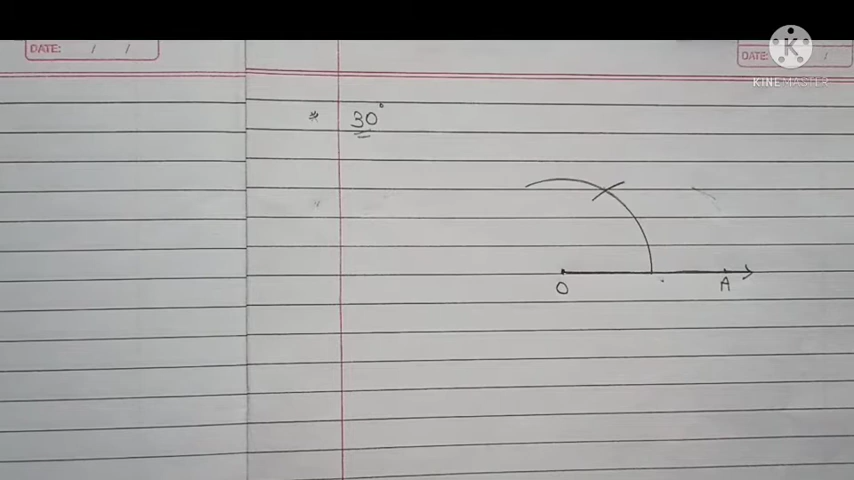 DATE: / /
DATE: /
K
KINEMASTER
* 30°
O A